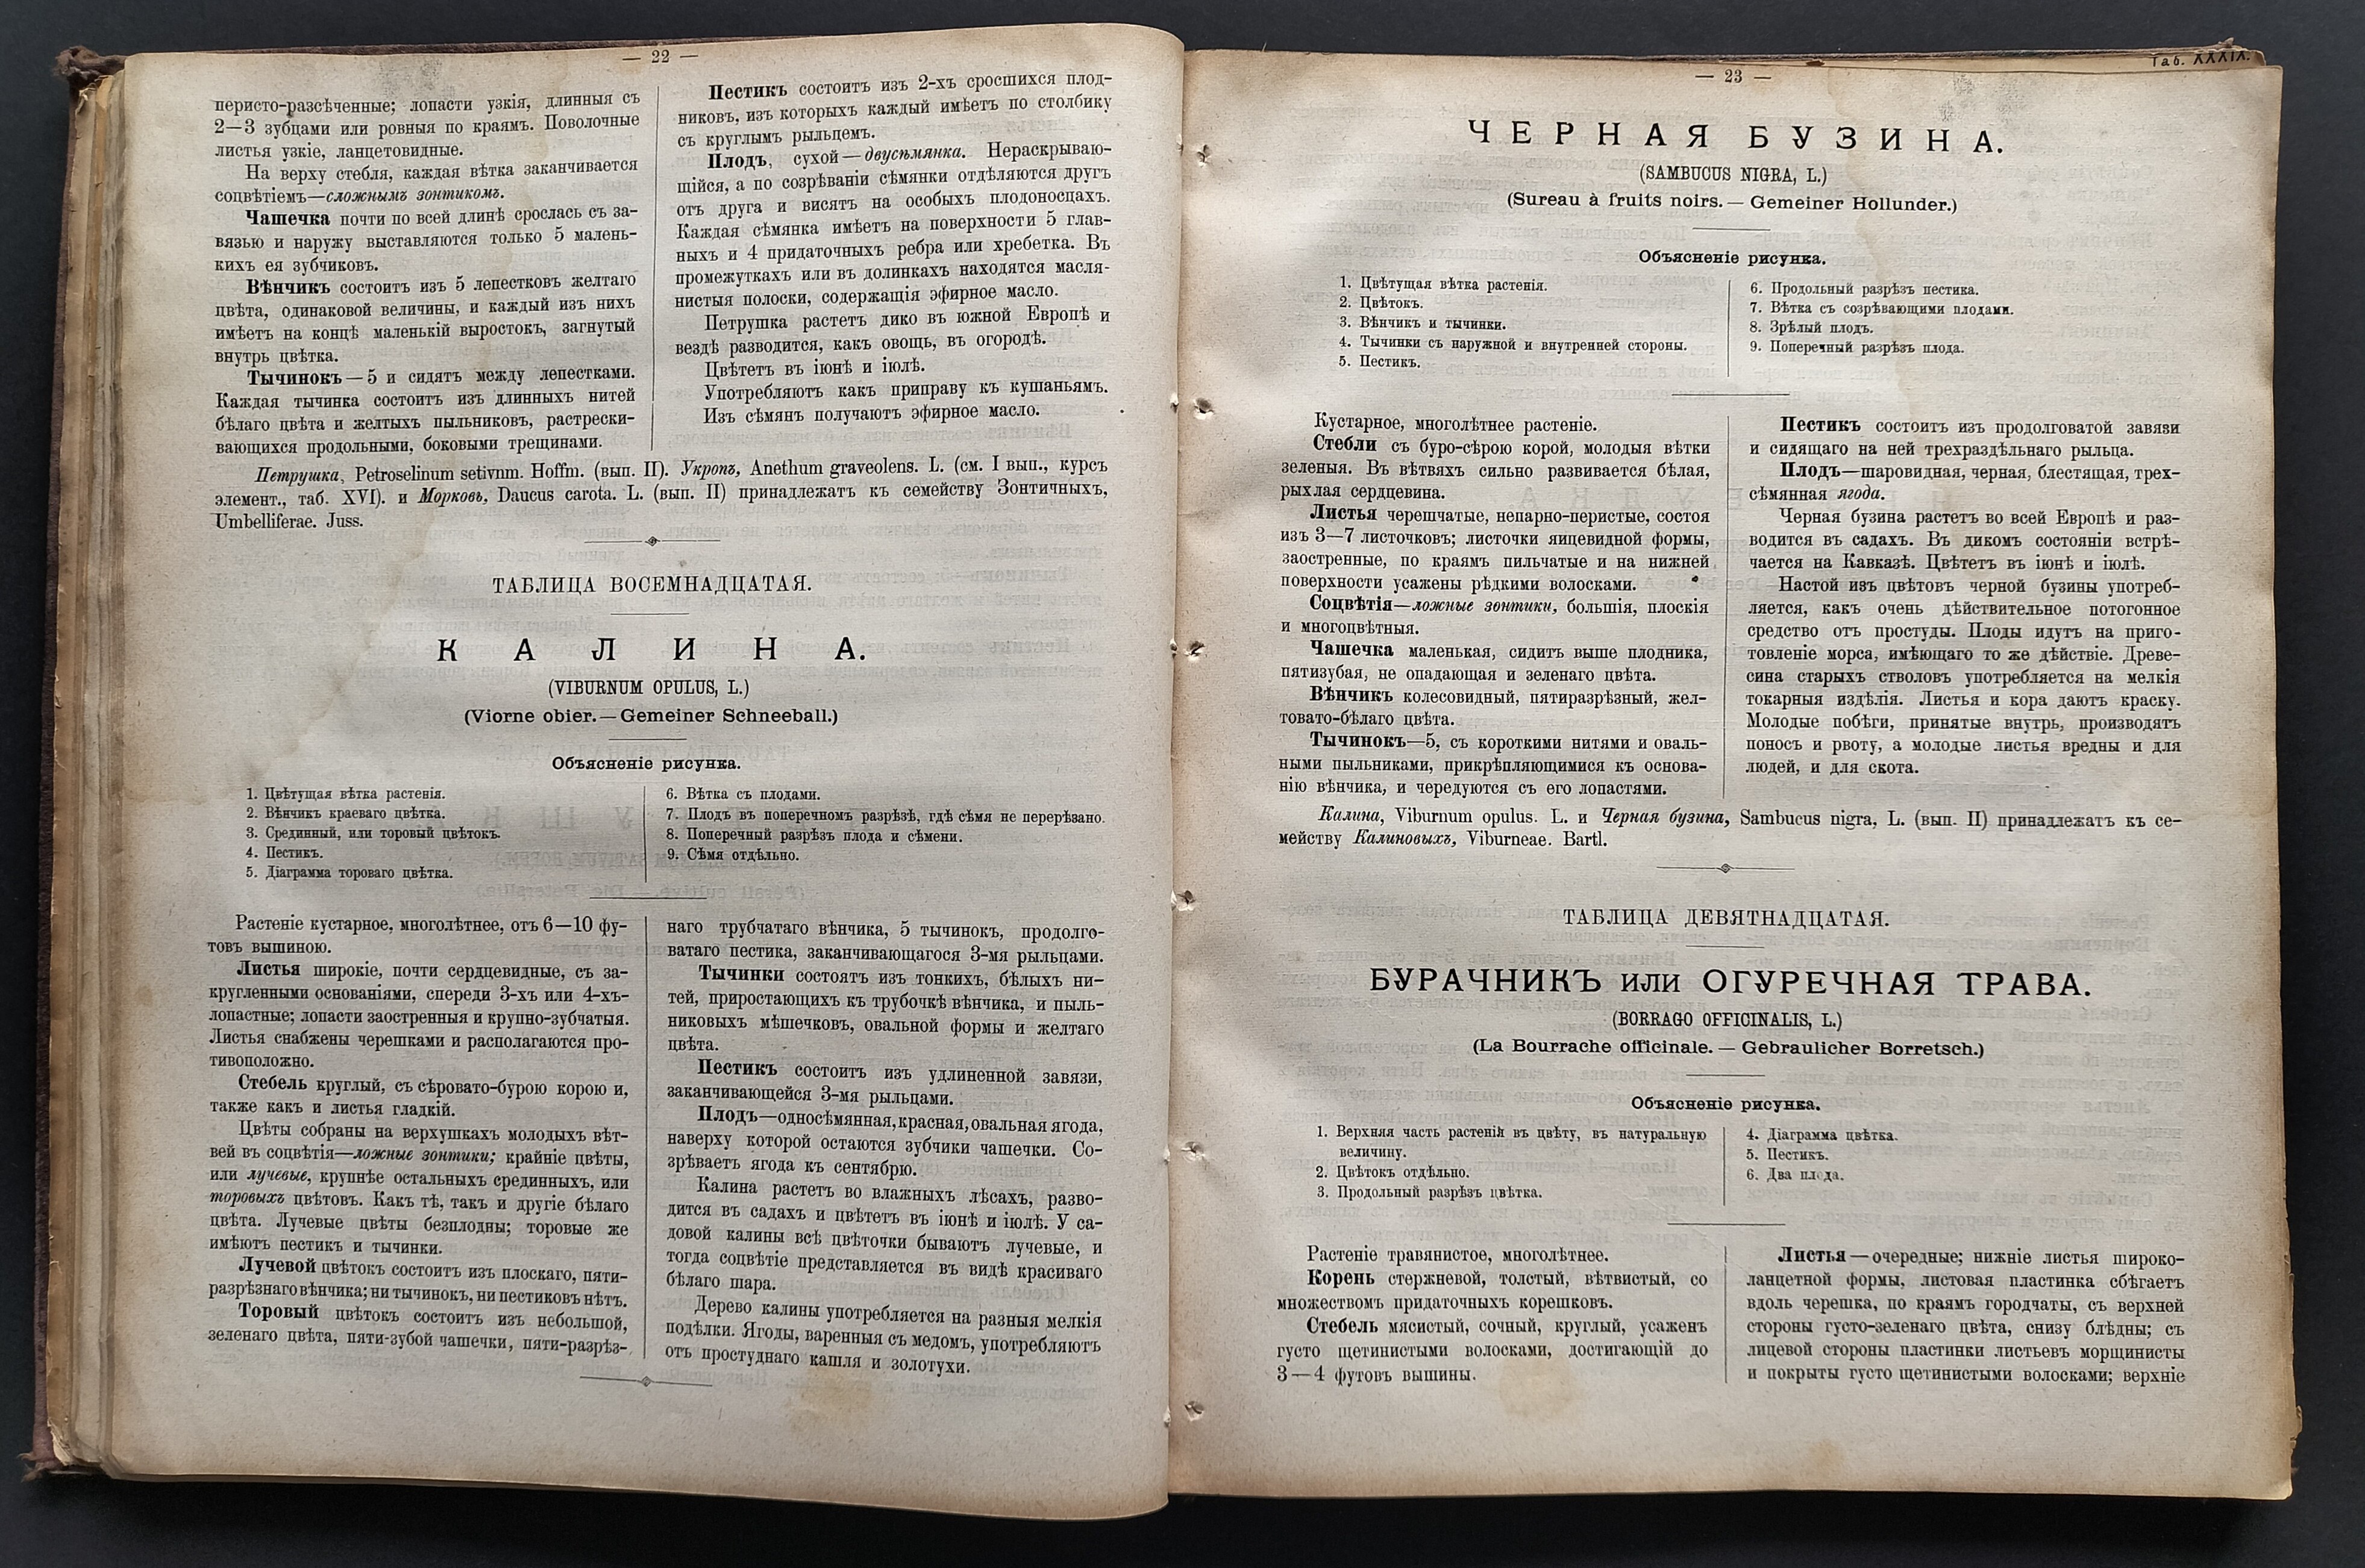 — 22 —
перисто-разсѣченные; лопасти узкія, длинныя съ
2—3 зубцами или ровныя по краямъ. Поволочные
листья узкіе, ланцетовидные.
На верху стебля, каждая вѣтка заканчивается
соцвѣтіемъ—сложнымъ зонтикомъ.
Чашечка почти по всей длинѣ срослась съ за-
вязью и наружу выставляются только 5 малень-
кихъ ея зубчиковъ.
Вѣнчикъ состоитъ изъ 5 лепестковъ желтаго
цвѣта, одинаковой величины, и каждый изъ нихъ
имѣетъ на концѣ маленькій выростокъ, загнутый
внутрь цвѣтка.
Тычинокъ—5 и сидятъ между лепестками.
Каждая тычинка состоитъ изъ длинныхъ нитей
бѣлаго цвѣта и желтыхъ пыльниковъ, растрески-
вающихся продольными, боковыми трещинами.
Пестикъ состоитъ изъ 2-хъ сросшихся плод-
никовъ, изъ которыхъ каждый имѣетъ по столбику
съ круглымъ рыльцемъ.
Плодъ, сухой—двусѣмянка. Нераскрываю-
щійся, а по созрѣваніи сѣмянки отдѣляются другъ
отъ друга и висятъ на особыхъ плодоносцахъ.
Каждая сѣмянка имѣетъ на поверхности 5 глав-
ныхъ и 4 придаточныхъ ребра или хребетка. Въ
промежуткахъ или въ долинкахъ находятся масля-
нистыя полоски, содержащія эфирное масло.
Петрушка растетъ дико въ южной Европѣ и
вездѣ разводится, какъ овощь, въ огородѣ.
Цвѣтетъ въ іюнѣ и іюлѣ.
Употребляютъ какъ приправу къ кушаньямъ.
Изъ сѣмянъ получаютъ эфирное масло.
Петрушка, Petroselinum setivnm. Hoffm. (вып. II). Укропъ, Anethum graveolens. L. (см. I вып., курсъ
элемент., таб. XVI). и Морковь, Daucus carota. L. (вып. II) принадлежатъ къ семейству Зонтичныхъ,
Umbelliferae. Juss.
ТАБЛИЦА ВОСЕМНАДЦАТАЯ.
КАЛИНА.
(VIBURNUM OPULUS, L.)
(Viorne obier.—Gemeiner Schneeball.)
Объясненіе рисунка.
1. Цвѣтущая вѣтка растенія.
2. Вѣнчикъ краеваго цвѣтка.
3. Срединный, или торовый цвѣтокъ.
4. Пестикъ.
5. Діаграмма торoваго цвѣтка.
6. Вѣтка съ плодами.
7. Плодъ въ поперечномъ разрѣзѣ, гдѣ сѣмя не перерѣзано.
8. Поперечный разрѣзъ плода и сѣмени.
9. Сѣмя отдѣльно.
Растеніе кустарное, многолѣтнее, отъ 6—10 фу-
товъ вышиною.
Листья широкіе, почти сердцевидные, съ за-
кругленными основаніями, спереди 3-хъ или 4-хъ-
лопастные; лопасти заостренныя и крупно-зубчатыя.
Листья снабжены черешками и располагаются про-
тивоположно.
Стебель круглый, съ сѣровато-бурою корою и,
также какъ и листья гладкій.
Цвѣты собраны на верхушкахъ молодыхъ вѣт-
вей въ соцвѣтія—ложные зонтики; крайніе цвѣты,
или лучевые, крупнѣе остальныхъ срединныхъ, или
торовыхъ цвѣтовъ. Какъ тѣ, такъ и другіе бѣлаго
цвѣта. Лучевые цвѣты безплодны; торовые же
имѣютъ пестикъ и тычинки.
Лучевой цвѣтокъ состоитъ изъ плоскаго, пяти-
разрѣзнаго вѣнчика; ни тычинокъ, ни пестиковъ нѣтъ.
Торовый цвѣтокъ состоитъ изъ небольшой,
зеленаго цвѣта, пяти-зубой чашечки, пяти-разрѣз-
наго трубчатаго вѣнчика, 5 тычинокъ, продолго-
ватаго пестика, заканчивающагося 3-мя рыльцами.
Тычинки состоятъ изъ тонкихъ, бѣлыхъ ни-
тей, приростающихъ къ трубочкѣ вѣнчика, и пыль-
никовыхъ мѣшечковъ, овальной формы и желтаго
цвѣта.
Пестикъ состоитъ изъ удлиненной завязи,
заканчивающейся 3-мя рыльцами.
Плодъ—односѣмянная, красная, овальная ягода,
наверху которой остаются зубчики чашечки. Со-
зрѣваетъ ягода къ сентябрю.
Калина растетъ во влажныхъ лѣсахъ, разво-
дится въ садахъ и цвѣтетъ въ іюнѣ и іюлѣ. У са-
довой калины всѣ цвѣточки бываютъ лучевые, и
тогда соцвѣтіе представляется въ видѣ красиваго
бѣлаго шара.
Дерево калины употребляется на разныя мелкія
подѣлки. Ягоды, варенныя съ медомъ, употребляютъ
отъ простуднаго кашля и золотухи.
Таб. XXXIX.
— 23 —
ЧЕРНАЯ БУЗИНА.
(SAMBUCUS NIGRA, L.)
(Sureau à fruits noirs.—Gemeiner Hollunder.)
Объясненіе рисунка.
1. Цвѣтущая вѣтка растенія.
2. Цвѣтокъ.
3. Вѣнчикъ и тычинки.
4. Тычинки съ наружной и внутренней стороны.
5. Пестикъ.
6. Продольный разрѣзъ пестика.
7. Вѣтка съ созрѣвающими плодами.
8. Зрѣлый плодъ.
9. Поперечный разрѣзъ плода.
Кустарное, многолѣтнее растеніе.
Стебли съ буро-сѣрою корой, молодыя вѣтки
зеленыя. Въ вѣтвяхъ сильно развивается бѣлая,
рыхлая сердцевина.
Листья черешчатые, непарно-перистые, состоя
изъ 3—7 листочковъ; листочки яицевидной формы,
заостренные, по краямъ пильчатые и на нижней
поверхности усажены рѣдкими волосками.
Соцвѣтія—ложные зонтики, большія, плоскія
и многоцвѣтныя.
Чашечка маленькая, сидитъ выше плодника,
пятизубая, не опадающая и зеленаго цвѣта.
Вѣнчикъ колесовидный, пятиразрѣзный, жел-
товато-бѣлаго цвѣта.
Тычинокъ—5, съ короткими нитями и оваль-
ными пыльниками, прикрѣпляющимися къ основа-
нію вѣнчика, и чередуются съ его лопастями.
Пестикъ состоитъ изъ продолговатой завязи
и сидящаго на ней трехраздѣльнаго рыльца.
Плодъ—шаровидная, черная, блестящая, трех-
сѣмянная ягода.
Черная бузина растетъ во всей Европѣ и раз-
водится въ садахъ. Въ дикомъ состояніи встрѣ-
чается на Кавказѣ. Цвѣтетъ въ іюнѣ и іюлѣ.
Настой изъ цвѣтовъ черной бузины употреб-
ляется, какъ очень дѣйствительное потогонное
средство отъ простуды. Плоды идутъ на приго-
товленіе морса, имѣющаго то же дѣйствіе. Древе-
сина старыхъ стволовъ употребляется на мелкія
токарныя издѣлія. Листья и кора даютъ краску.
Молодые побѣги, принятые внутрь, производятъ
поносъ и рвоту, а молодые листья вредны и для
людей, и для скота.
Калина, Viburnum opulus. L. и Черная бузина, Sambucus nigra, L. (вып. II) принадлежатъ къ се-
мейству Калиновыхъ, Viburneae. Bartl.
ТАБЛИЦА ДЕВЯТНАДЦАТАЯ.
БУРАЧНИКЪ или ОГУРЕЧНАЯ ТРАВА.
(BORRAGO OFFICINALIS, L.)
(La Bourrache officinale.—Gebraulicher Borretsch.)
Объясненіе рисунка.
1. Верхняя часть растеній въ цвѣту, въ натуральную
величину.
2. Цвѣтокъ отдѣльно.
3. Продольный разрѣзъ цвѣтка.
4. Діаграмма цвѣтка.
5. Пестикъ.
6. Два плода.
Растеніе травянистое, многолѣтнее.
Корень стержневой, толстый, вѣтвистый, со
множествомъ придаточныхъ корешковъ.
Стебель мясистый, сочный, круглый, усаженъ
густо щетинистыми волосками, достигающій до
3—4 футовъ вышины.
Листья—очередные; нижніе листья широко-
ланцетной формы, листовая пластинка сбѣгаетъ
вдоль черешка, по краямъ городчаты, съ верхней
стороны густо-зеленаго цвѣта, снизу блѣдны; съ
лицевой стороны пластинки листьевъ морщинисты
и покрыты густо щетинистыми волосками; верхніе